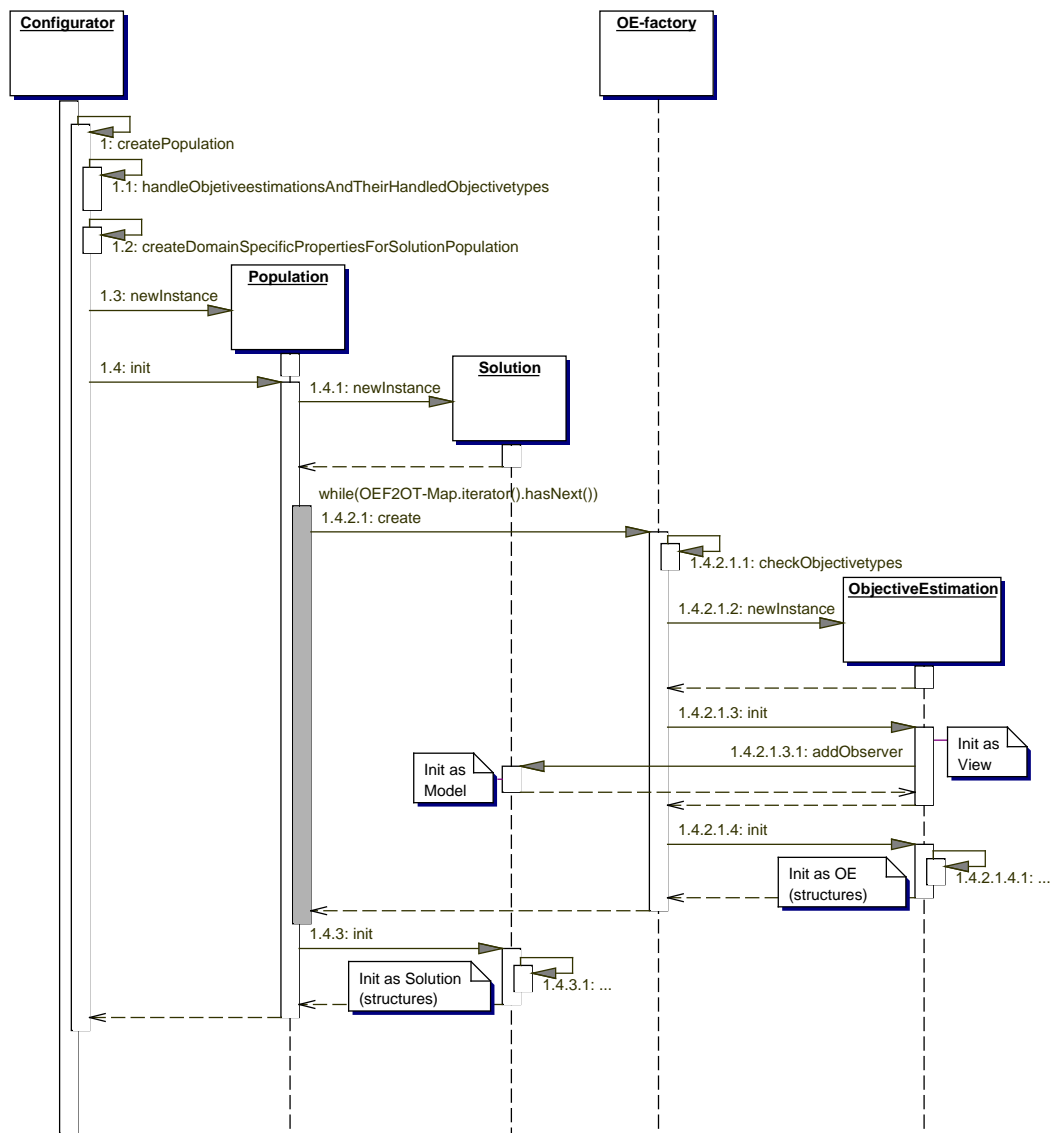 Configurator
OE-factory
1: createPopulation
1.1: handleObjetiveestimationsAndTheirHandledObjectivetypes
1.2: createDomainSpecificPropertiesForSolutionPopulation
Population
1.3: newInstance
Solution
1.4: init
1.4.1: newInstance
while(OEF2OT-Map.iterator().hasNext())
1.4.2.1: create
1.4.2.1.1: checkObjectivetypes
ObjectiveEstimation
1.4.2.1.2: newInstance
1.4.2.1.3: init
Init as
View
1.4.2.1.3.1: addObserver
Init as
Model
1.4.2.1.4: init
Init as OE
(structures)
1.4.2.1.4.1: ...
1.4.3: init
Init as Solution
(structures)
1.4.3.1: ...